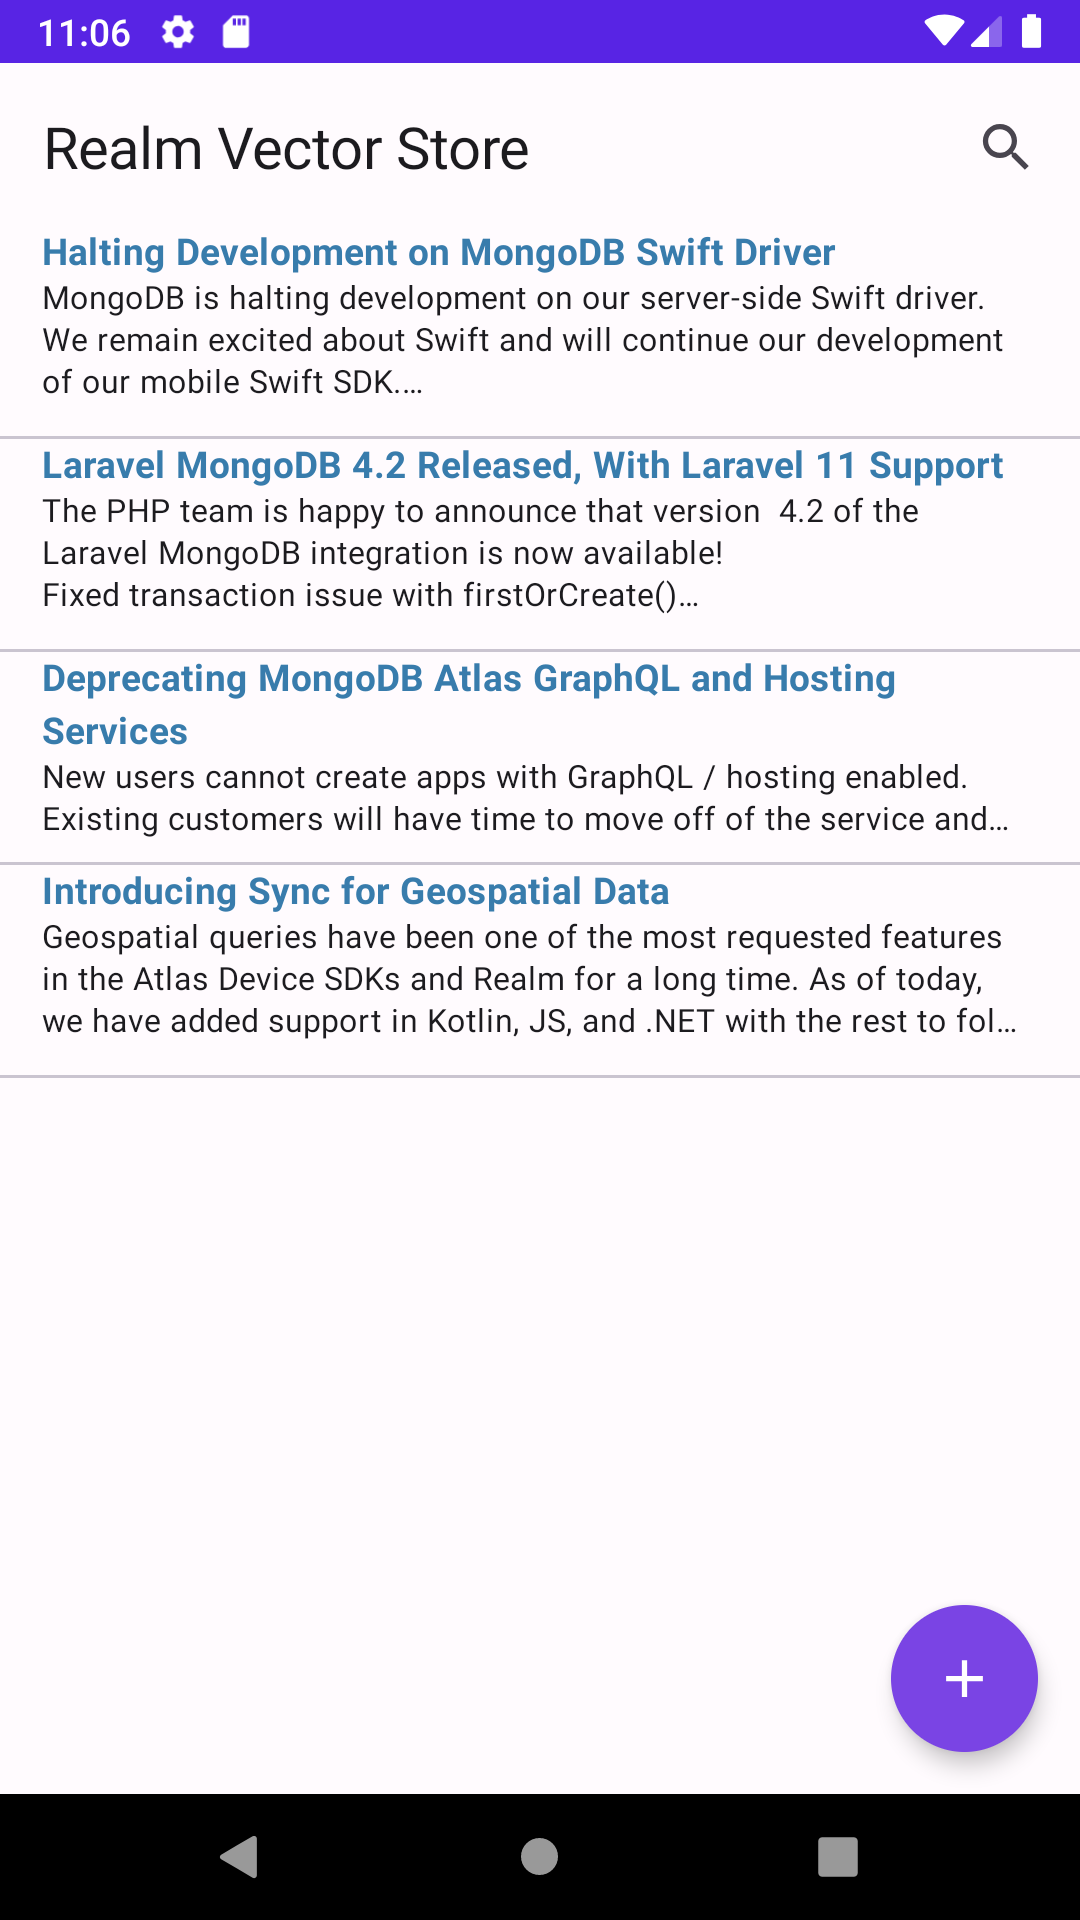 11:06
Realm Vector Store
Halting Development on MongoDB Swift Driver
MongoDB is halting development on our server-side Swift driver.
We remain excited about Swift and will continue our development
of our mobile Swift SDK.…
Laravel MongoDB 4.2 Released, With Laravel 11 Support
The PHP team is happy to announce that version  4.2 of the
Laravel MongoDB integration is now available!
Fixed transaction issue with firstOrCreate()…
Deprecating MongoDB Atlas GraphQL and Hosting
Services
New users cannot create apps with GraphQL / hosting enabled.
Existing customers will have time to move off of the service and…
Introducing Sync for Geospatial Data
Geospatial queries have been one of the most requested features
in the Atlas Device SDKs and Realm for a long time. As of today,
we have added support in Kotlin, JS, and .NET with the rest to fol…